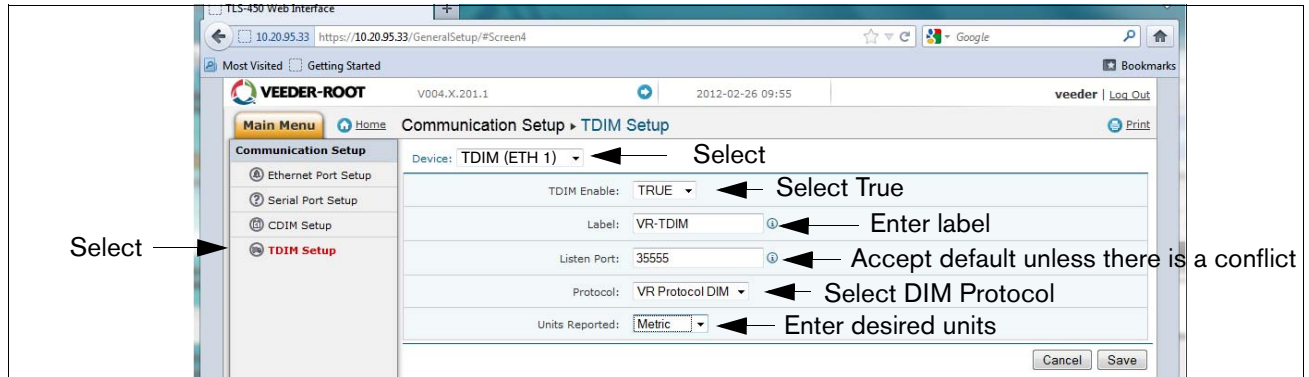 TLS-450 Web Interface +
10.20.95.33 https://10.20.95.33/GeneralSetup/#Screen4 Google
Most Visited Getting Started Bookmarks
VEEDER-ROOT V004.X.201.1 2012-02-26 09:55 veeder | Log Out
Main Menu Home Communication Setup ▸ TDIM Setup Print
Communication Setup
Ethernet Port Setup
Serial Port Setup
CDIM Setup
TDIM Setup
Select
Device: TDIM (ETH 1) Select
TDIM Enable: TRUE Select True
Label: VR-TDIM Enter label
Listen Port: 35555 Accept default unless there is a conflict
Protocol: VR Protocol DIM Select DIM Protocol
Units Reported: Metric Enter desired units
Cancel Save